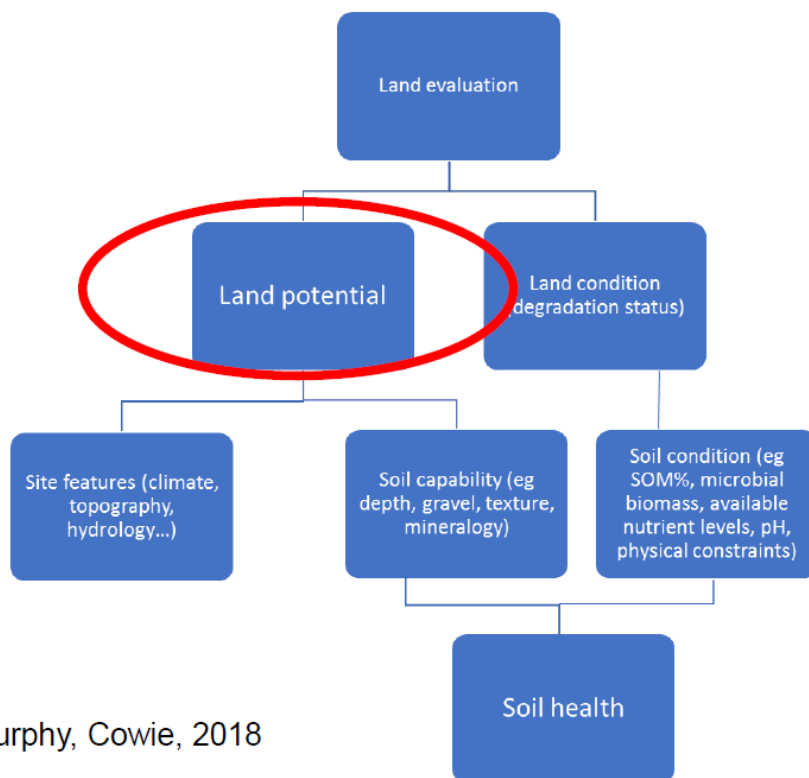 Land evaluation
Land potential
Land condition
(degradation status)
Site features (climate,
topography,
hydrology...)
Soil capability (eg
depth, gravel, texture,
mineralogy)
Soil condition (eg
SOM%, microbial
biomass, available
nutrient levels, pH,
physical constraints)
Soil health
Cowie, 2018